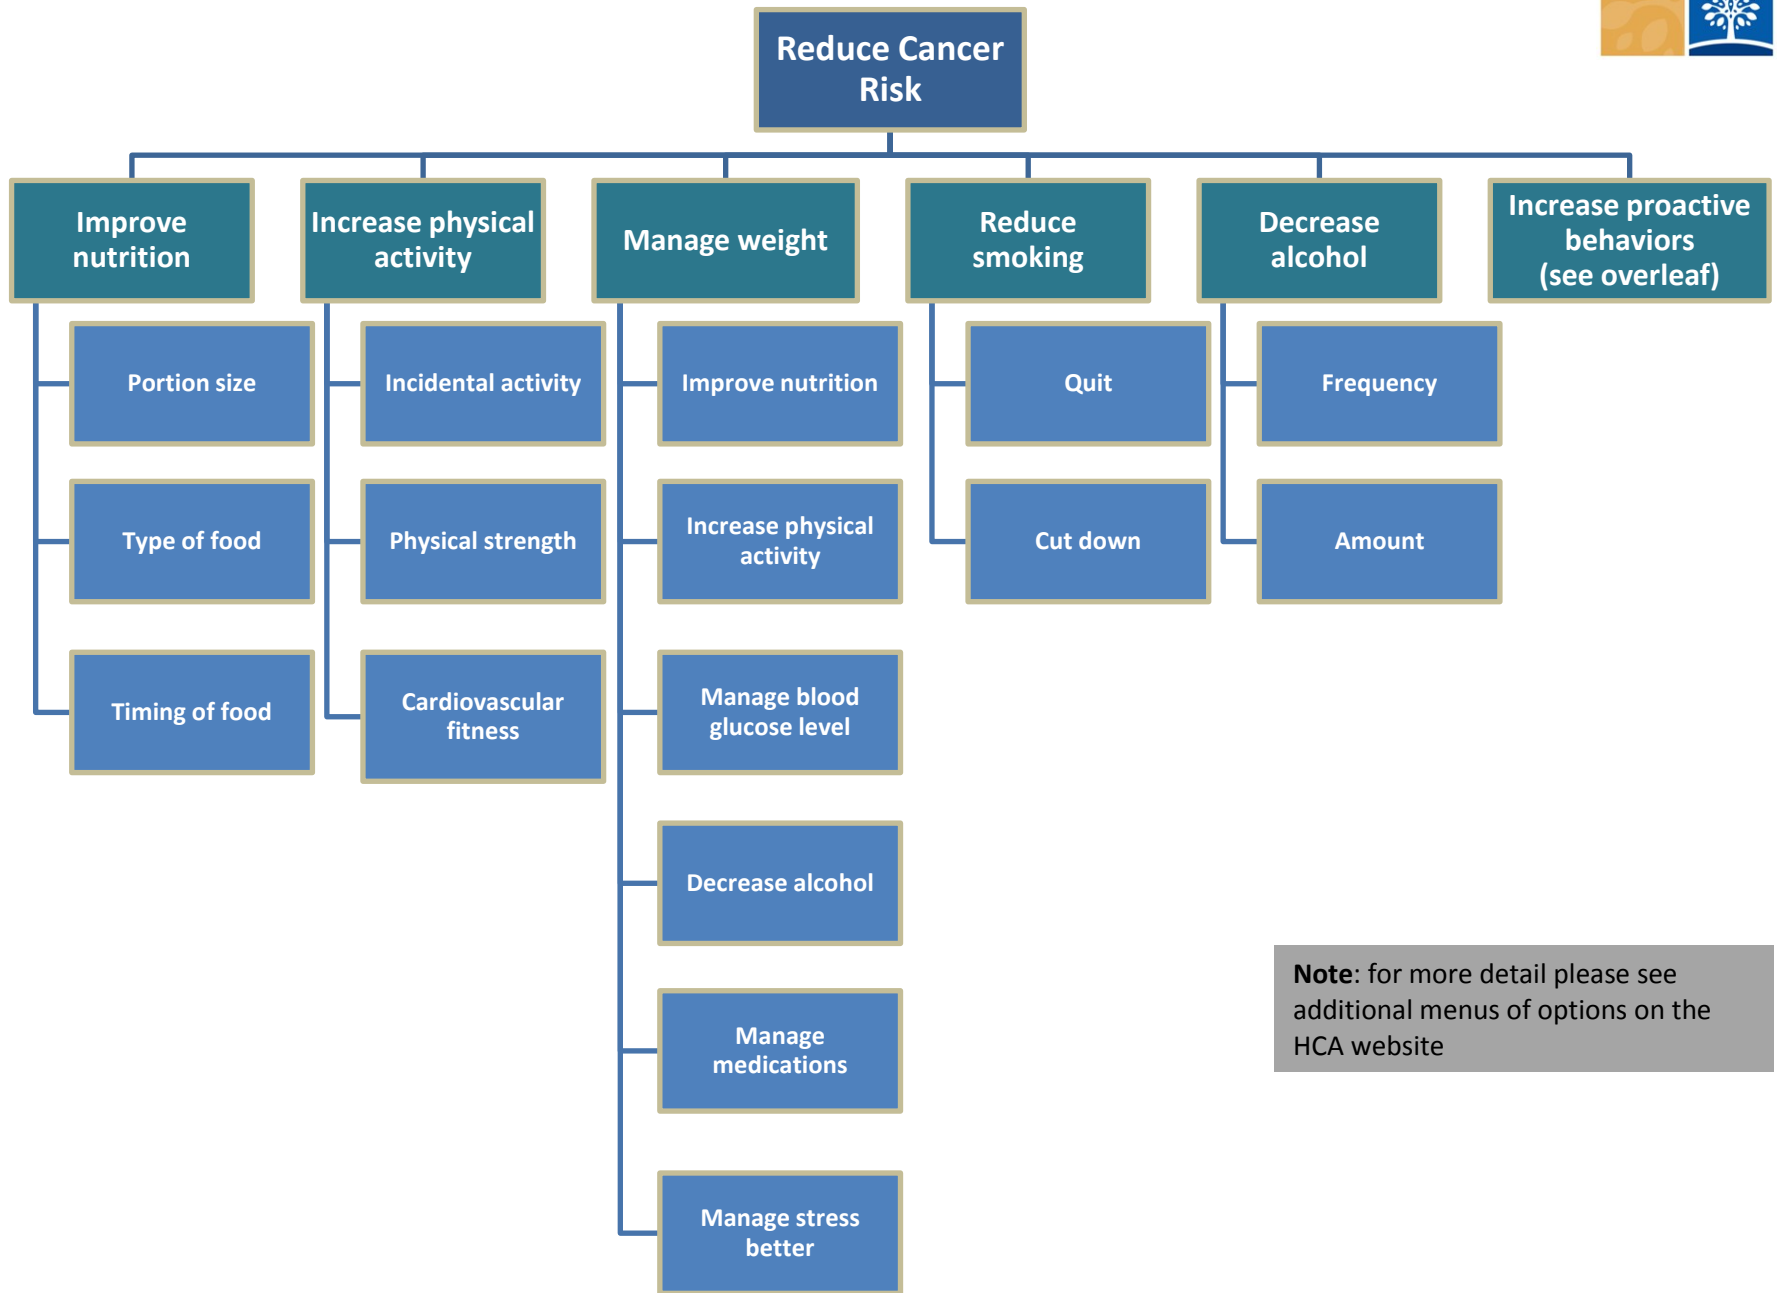 Reduce Cancer
Risk
Improve
nutrition
Increase physical
activity
Manage weight
Reduce
smoking
Decrease
alcohol
Increase proactive
behaviors
(see overleaf)
Portion size
Incidental activity
Improve nutrition
Quit
Frequency
Type of food
Physical strength
Increase physical
activity
Cut down
Amount
Timing of food
Cardiovascular
fitness
Manage blood
glucose level
Decrease alcohol
Manage
medications
Manage stress
better
Note: for more detail please see
additional menus of options on the
HCA website